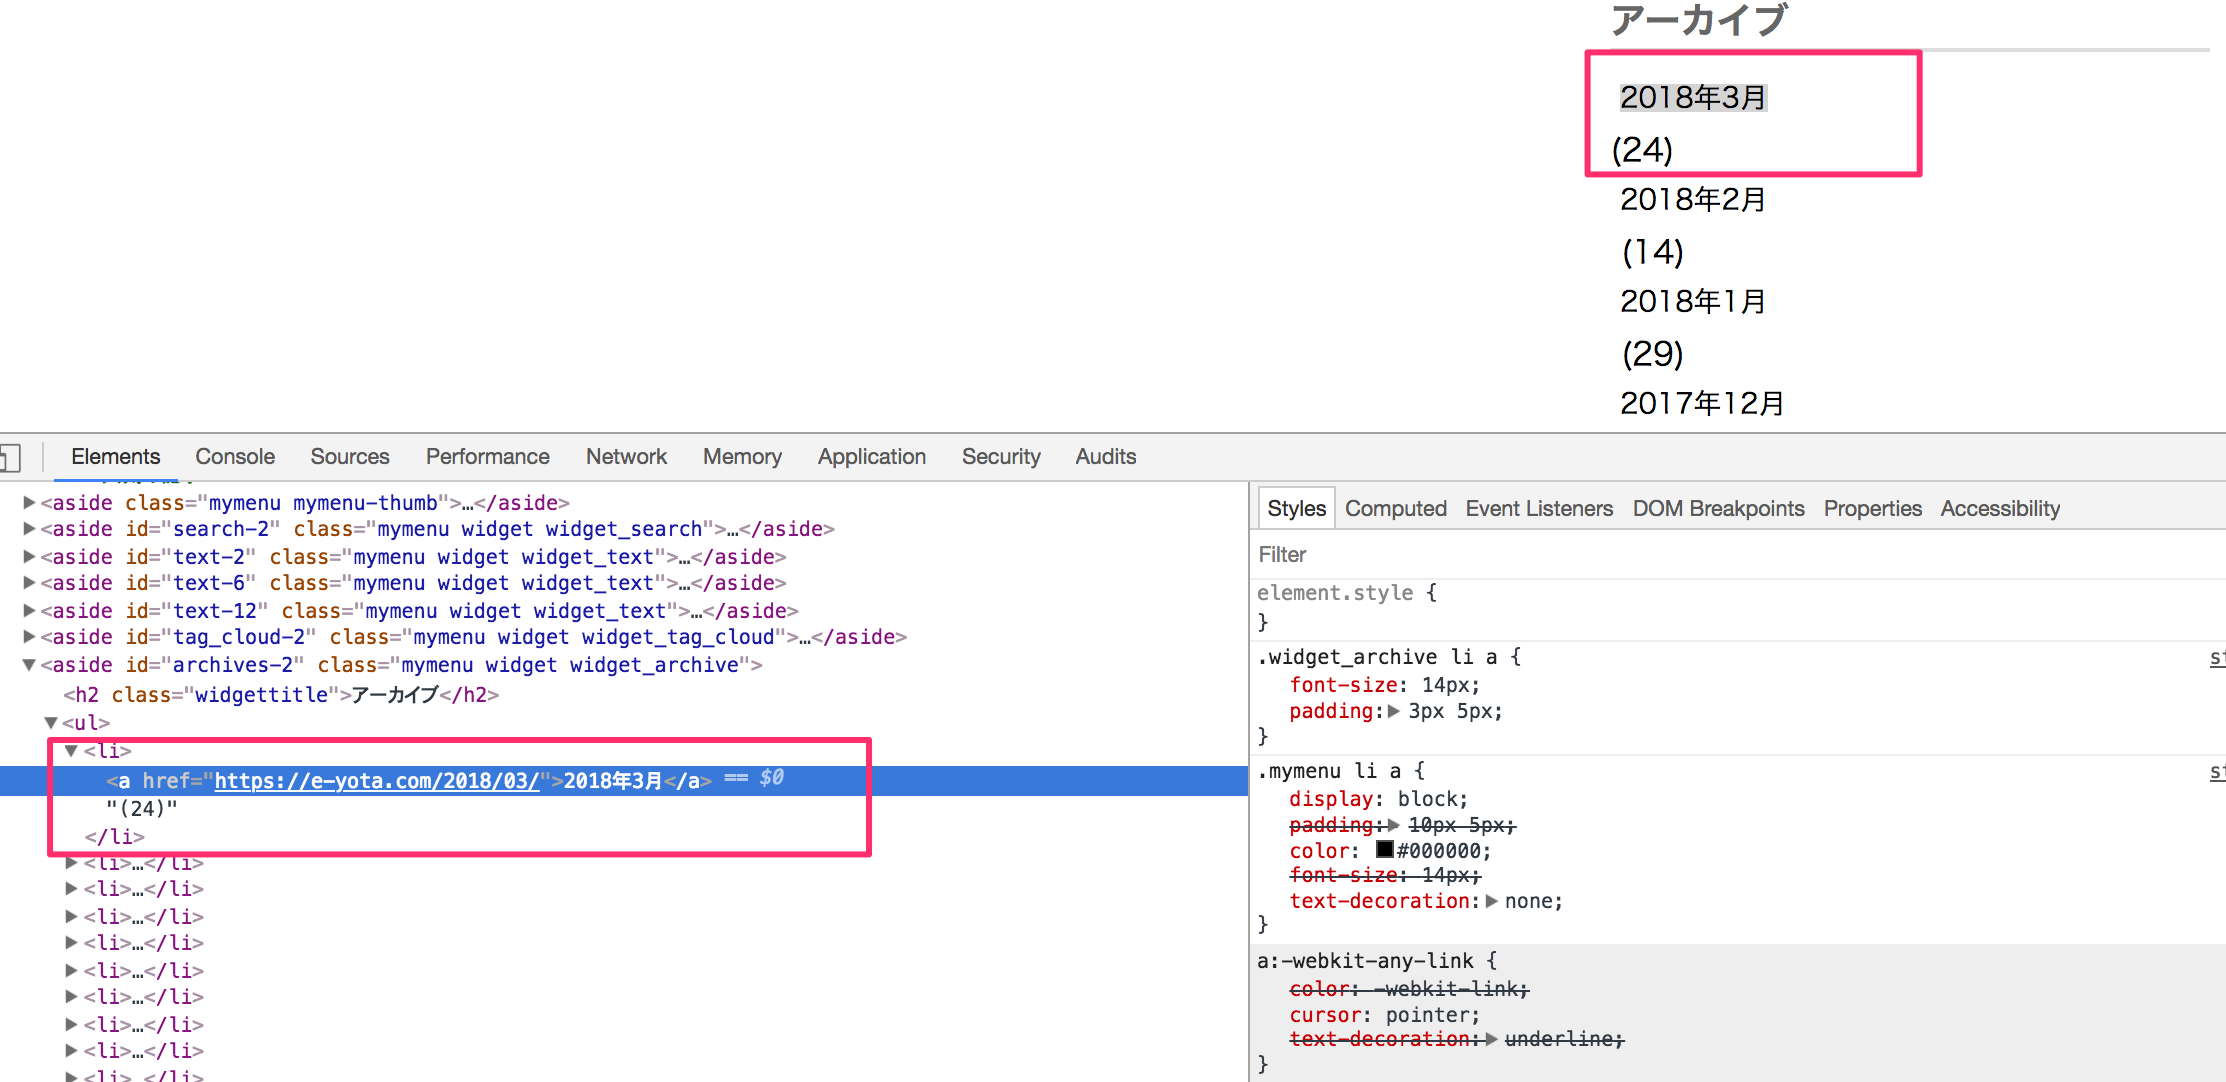 アーカイブ
2018年3月
(24)
2018年2月
(14)
2018年1月
(29)
2017年12月
Elements Console Sources Performance Network Memory Application Security Audits
<aside class="mymenu mymenu-thumb">…</aside>
<aside id="search-2" class="mymenu widget widget_search">…</aside>
<aside id="text-2" class="mymenu widget widget_text">…</aside>
<aside id="text-6" class="mymenu widget widget_text">…</aside>
<aside id="text-12" class="mymenu widget widget_text">…</aside>
<aside id="tag_cloud-2" class="mymenu widget widget_tag_cloud">…</aside>
<aside id="archives-2" class="mymenu widget widget_archive">
<h2 class="widgettitle">アーカイブ</h2>
<ul>
<li>
<a href="https://e-yota.com/2018/03/">2018年3月</a> == $0
"(24)"
</li>
<li>…</li>
<li>…</li>
<li>…</li>
<li>…</li>
<li>…</li>
<li>…</li>
<li>…</li>
<li>…</li>
<li>…</li>
Styles Computed Event Listeners DOM Breakpoints Properties Accessibility
Filter
element.style {
}
.widget_archive li a {
font-size: 14px;
padding: 3px 5px;
}
.mymenu li a {
display: block;
padding: 10px 5px;
color: #000000;
font-size: 14px;
text-decoration: none;
}
a:-webkit-any-link {
color: -webkit-link;
cursor: pointer;
text-decoration: underline;
}